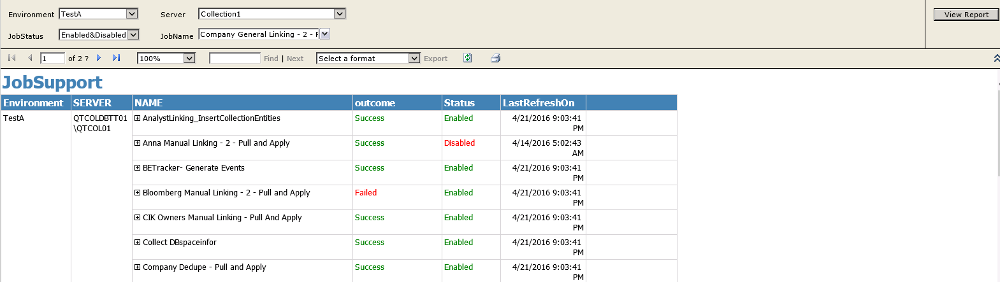 Environment TestA Server Collection1 View Report
JobStatus Enabled&Disabled JobName Company General Linking - 2 - P
1 of 2 ? 100% Find | Next Select a format Export
JobSupport
Environment SERVER NAME outcome Status LastRefreshOn
TestA QTCOLDBTT01 AnalystLinking_InsertCollectionEntities Success Enabled 4/21/2016 9:03:41
\QTCOL01 PM
Anna Manual Linking - 2 - Pull and Apply Success Disabled 4/14/2016 5:02:43
AM
BETracker- Generate Events Success Enabled 4/21/2016 9:03:41
PM
Bloomberg Manual Linking - 2 - Pull and Apply Failed Enabled 4/21/2016 9:03:41
PM
CIK Owners Manual Linking - Pull And Apply Success Enabled 4/21/2016 9:03:41
PM
Collect DBspaceinfor Success Enabled 4/21/2016 9:03:41
PM
Company Dedupe - Pull and Apply Success Enabled 4/21/2016 9:03:41
PM